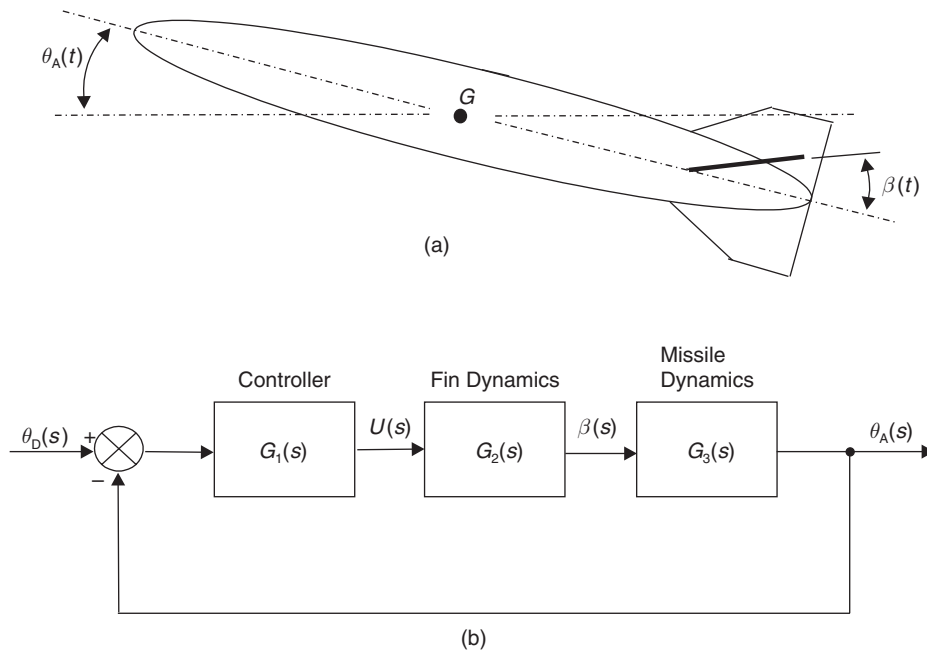 θA(t)
G
β(t)
(a)
Controller
Fin Dynamics
Missile
Dynamics
θD(s)
+
−
G1(s)
U(s)
G2(s)
β(s)
G3(s)
θA(s)
(b)